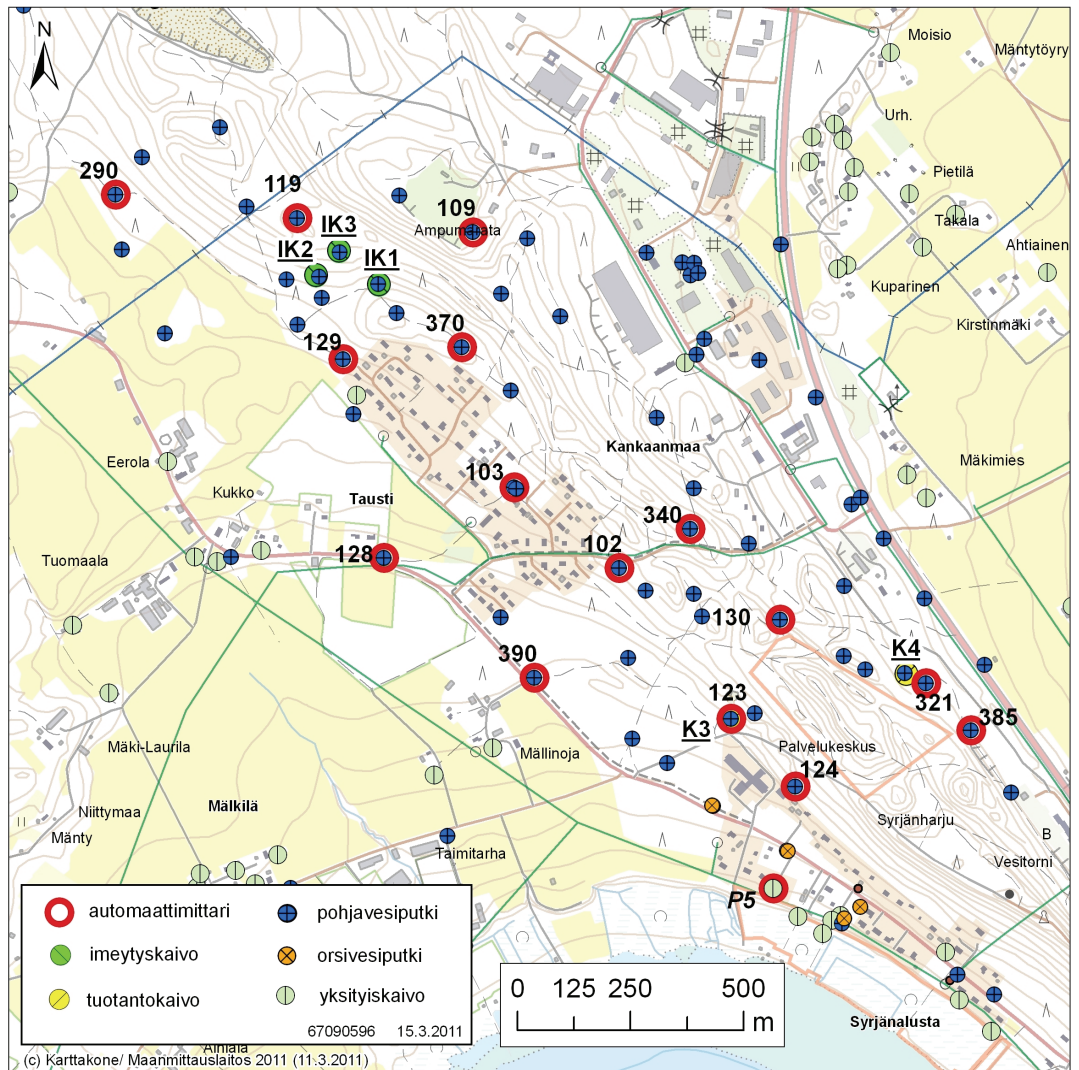 N
Moisio
Mäntytöyry
Urh.
290
119
109
Pietilä
Takala
IK3
Ampumarata
IK2
IK1
Ahtiainen
Kuparinen
370
Kirstinmäki
129
Kankaanmaa
Eerola
103
Mäkimies
Kukko
Tausti
340
128
102
Tuomaala
130
390
K4
123
321
K3
385
Mäki-Laurila
Mällinoja
Palvelukeskus
124
Niittymaa
Mälkilä
Syrjänharju
Mänty
B
Taimitarha
Vesitorni
P5
automaattimittari
pohjavesiputki
imeytyskaivo
orsivesiputki
tuotantokaivo
yksityiskaivo
67090596 15.3.2011
0 125 250 500
m
Syrjänalusta
Ainiala
(c) Karttakone/ Maanmittauslaitos 2011 (11.3.2011)